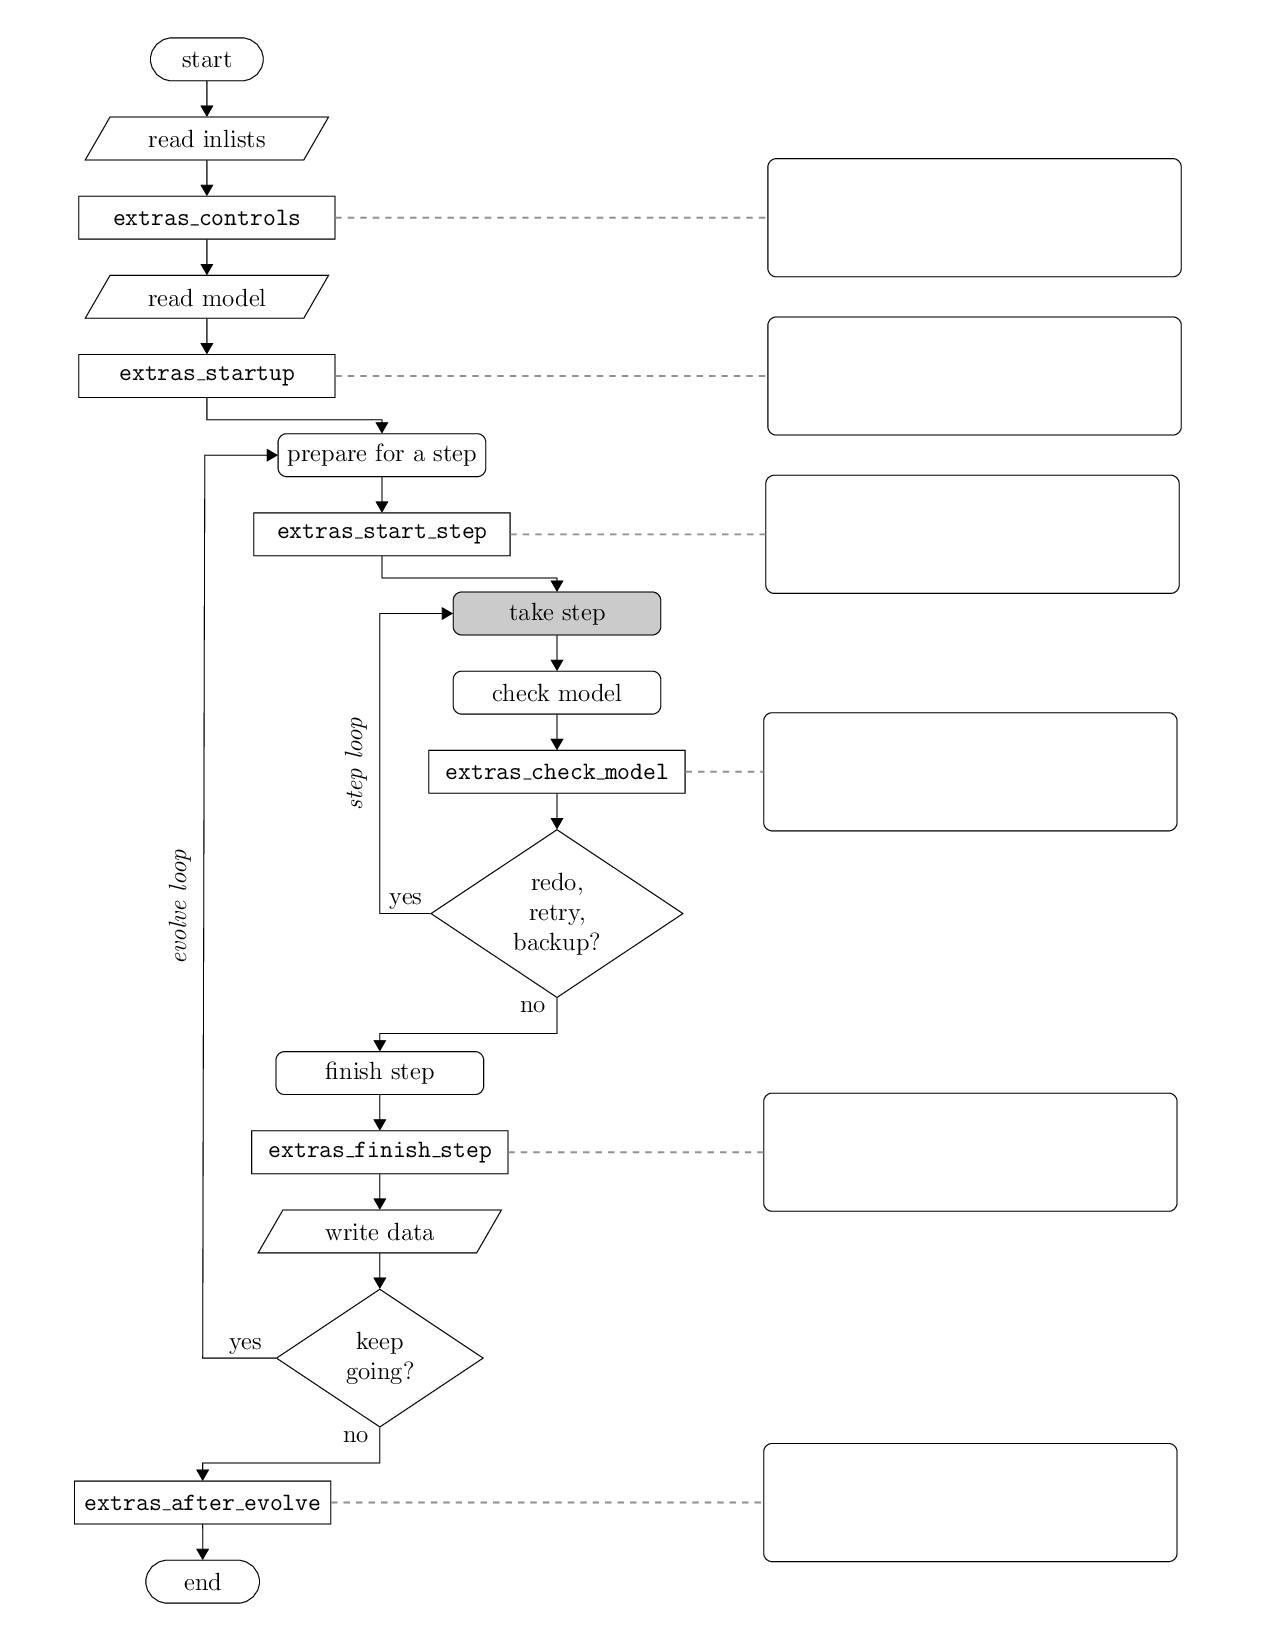 start
read inlists
extras_controls
read model
extras_startup
prepare for a step
extras_start_step
take step
check model
step loop
extras_check_model
evolve loop
redo,
retry,
backup?
yes
no
finish step
extras_finish_step
write data
yes
keep
going?
no
extras_after_evolve
end